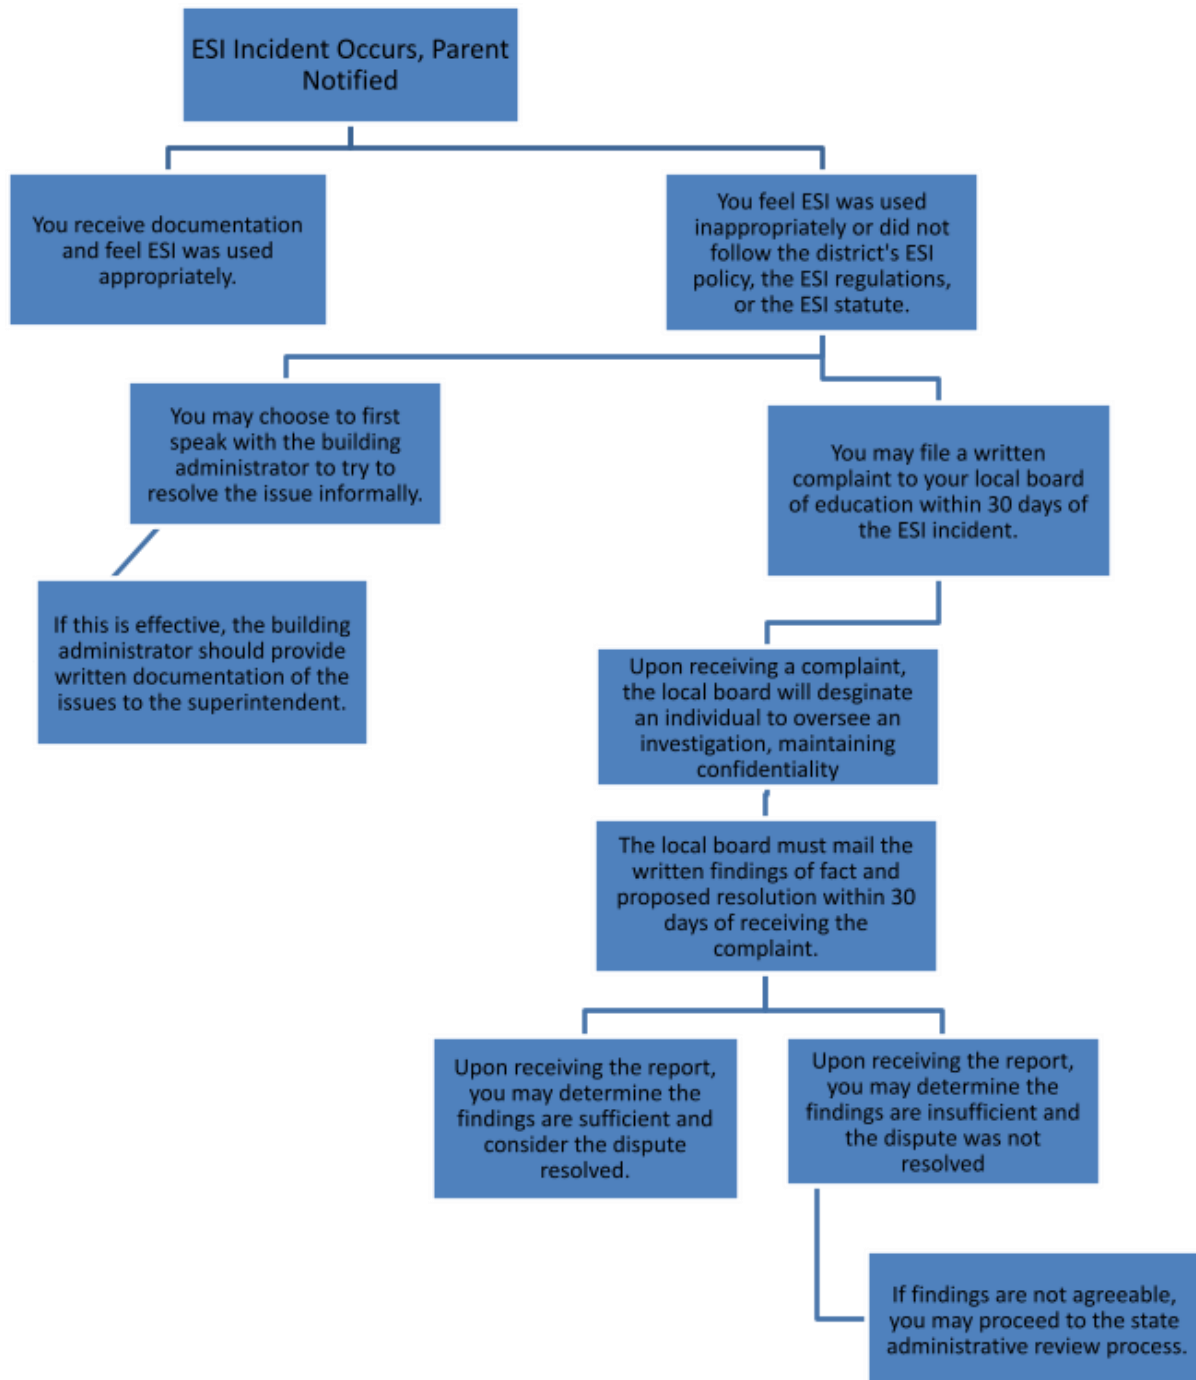 ESI Incident Occurs, Parent
Notified
You receive documentation
and feel ESI was used
appropriately.
You feel ESI was used
inappropriately or did not
follow the district's ESI
policy, the ESI regulations,
or the ESI statute.
You may choose to first
speak with the building
administrator to try to
resolve the issue informally.
You may file a written
complaint to your local board
of education within 30 days of
the ESI incident.
If this is effective, the building
administrator should provide
written documentation of the
issues to the superintendent.
Upon receiving a complaint,
the local board will desginate
an individual to oversee an
investigation, maintaining
confidentiality
The local board must mail the
written findings of fact and
proposed resolution within 30
days of receiving the
complaint.
Upon receiving the report,
you may determine the
findings are sufficient and
consider the dispute
resolved.
Upon receiving the report,
you may determine the
findings are insufficient and
the dispute was not
resolved
If findings are not agreeable,
you may proceed to the state
administrative review process.